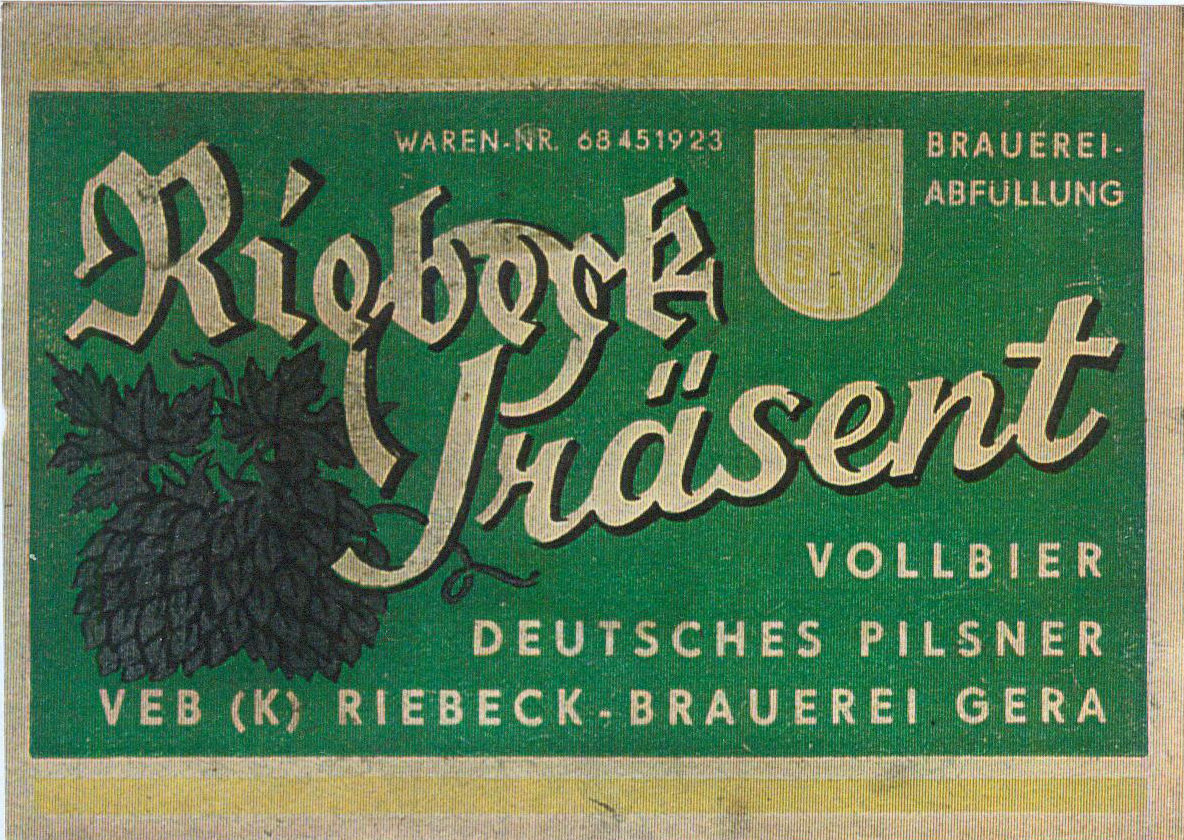 WAREN-NR. 68451923
BRAUEREI-
ABFÜLLUNG
Riebeck
Präsent
VOLLBIER
DEUTSCHES PILSNER
VEB (K) RIEBECK-BRAUEREI GERA